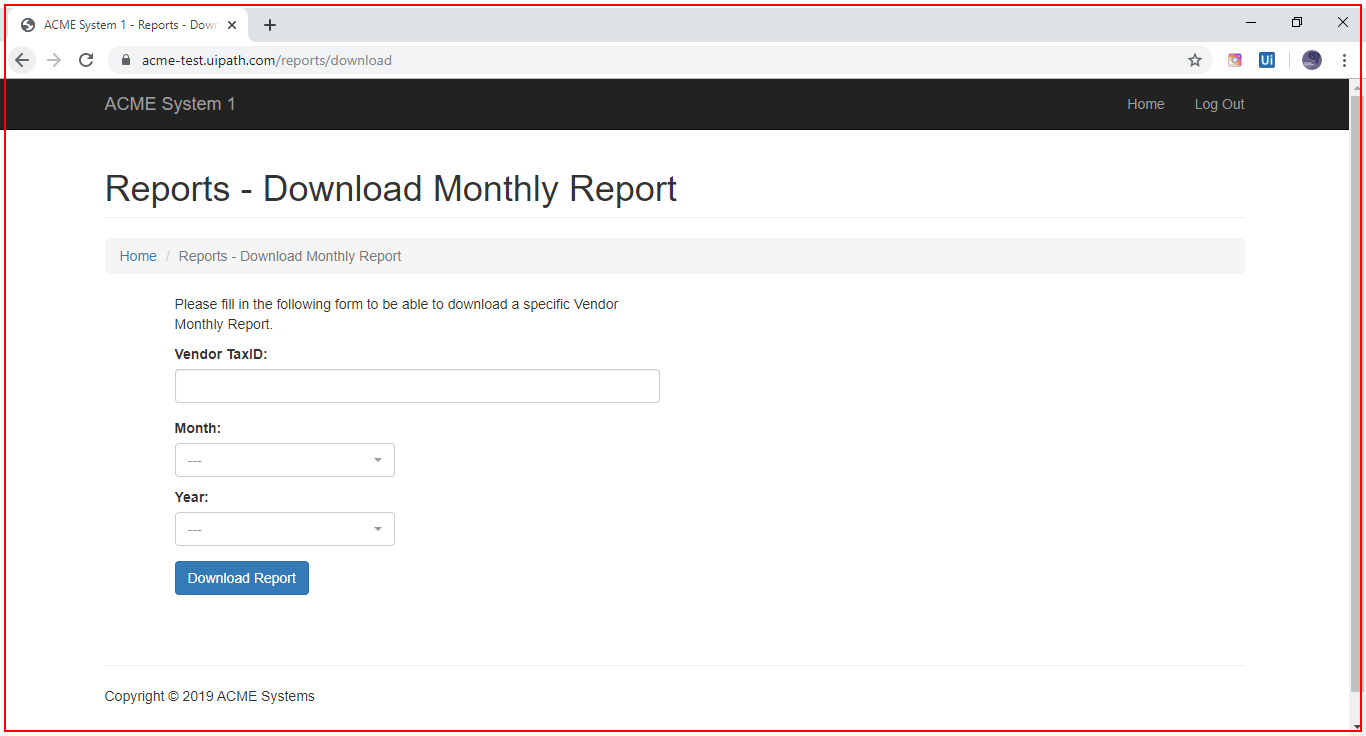 ACME System 1 - Reports - Dow
acme-test.uipath.com/reports/download
Ui
ACME System 1
Home
Log Out
Reports - Download Monthly Report
Home / Reports - Download Monthly Report
Please fill in the following form to be able to download a specific Vendor
Monthly Report.
Vendor TaxID:
Month:
---
Year:
---
Download Report
Copyright © 2019 ACME Systems